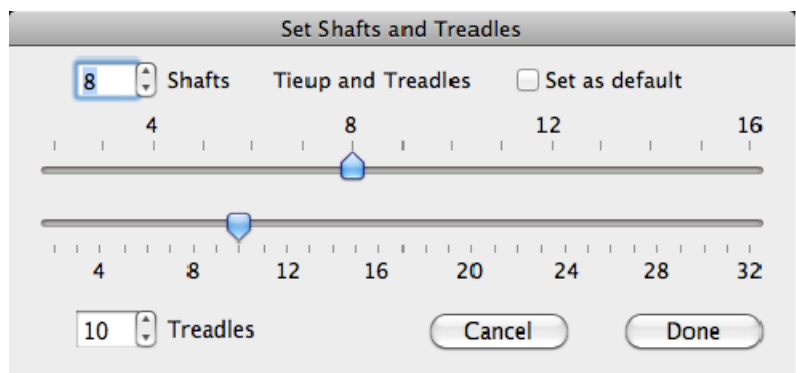 Set Shafts and Treadles
8 Shafts Tieup and Treadles Set as default
4 8 12 16
4 8 12 16 20 24 28 32
10 Treadles Cancel Done